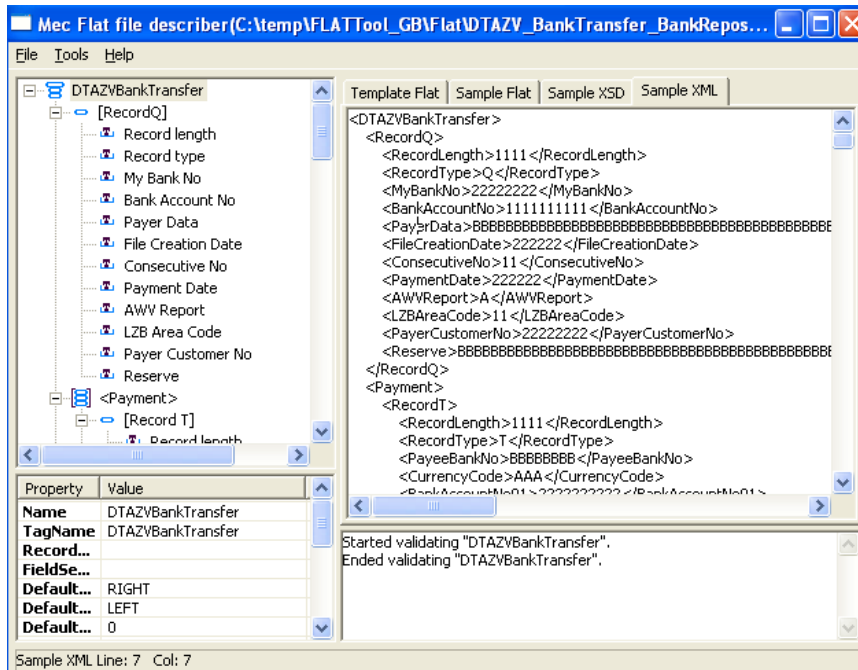 Mec Flat file describer(C:\temp\FLATTool_GB\Flat\DTAZV_BankTransfer_BankRepos...
File Tools Help
DTAZVBankTransfer
[RecordQ]
Record length
Record type
My Bank No
Bank Account No
Payer Data
File Creation Date
Consecutive No
Payment Date
AWV Report
LZB Area Code
Payer Customer No
Reserve
<Payment>
[Record T]
Record length
Property Value
Name DTAZVBankTransfer
TagName DTAZVBankTransfer
Record...
FieldSe...
Default... RIGHT
Default... LEFT
Default... 0
Template Flat Sample Flat Sample XSD Sample XML
<DTAZVBankTransfer>
<RecordQ>
<RecordLength>1111</RecordLength>
<RecordType>Q</RecordType>
<MyBankNo>22222222</MyBankNo>
<BankAccountNo>1111111111</BankAccountNo>
<PayerData>BBBBBBBBBBBBBBBBBBBBBBBBBBBBBBBBBBBBBBBBBBBBB
<FileCreationDate>222222</FileCreationDate>
<ConsecutiveNo>11</ConsecutiveNo>
<PaymentDate>222222</PaymentDate>
<AWVReport>A</AWVReport>
<LZBAreaCode>11</LZBAreaCode>
<PayerCustomerNo>22222222</PayerCustomerNo>
<Reserve>BBBBBBBBBBBBBBBBBBBBBBBBBBBBBBBBBBBBBBBBBBBBBBB
</RecordQ>
<Payment>
<RecordT>
<RecordLength>1111</RecordLength>
<RecordType>T</RecordType>
<PayeeBankNo>BBBBBBBB</PayeeBankNo>
<CurrencyCode>AAA</CurrencyCode>
<BankAccountNo01>2222222222</BankAccountNo01>
Started validating "DTAZVBankTransfer".
Ended validating "DTAZVBankTransfer".
Sample XML Line: 7 Col: 7